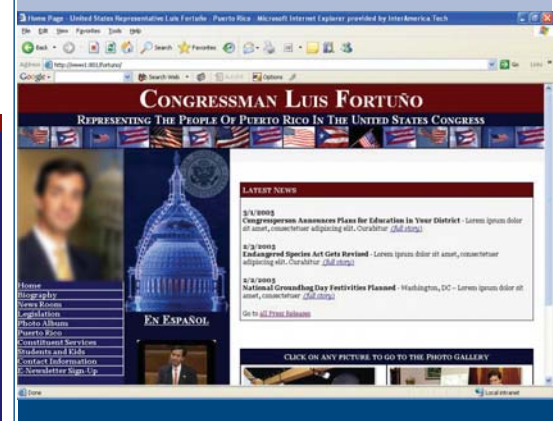 Home Page - United States Representative Luis Fortuño - Puerto Rico - Microsoft Internet Explorer provided by InterAmerica Tech
File Edit View Favorites Tools Help
Back Search Favorites
Address http://www1.001/fortuno/ Go Links
Google Search Web Options
CONGRESSMAN LUIS FORTUÑO
REPRESENTING THE PEOPLE OF PUERTO RICO IN THE UNITED STATES CONGRESS
Home
Biography
News Room
Legislation
Photo Album
Puerto Rico
Constituent Services
Students and Kids
Contact Information
E-Newsletter Sign-Up
EN ESPAÑOL
LATEST NEWS
3/1/2005
Congressperson Announces Plans for Education in Your District - Lorem ipsum dolor
sit amet, consectetuer adipiscing elit. Curabitur (full story)
2/3/2005
Endangered Species Act Gets Revised - Lorem ipsum dolor sit amet, consectetuer
adipiscing elit. Curabitur (full story)
2/2/2005
National Groundhog Day Festivities Planned - Washington, DC – Lorem ipsum dolor sit
amet, consectetuer (full story)
Go to all Press Releases
CLICK ON ANY PICTURE TO GO TO THE PHOTO GALLERY
Done
Local intranet